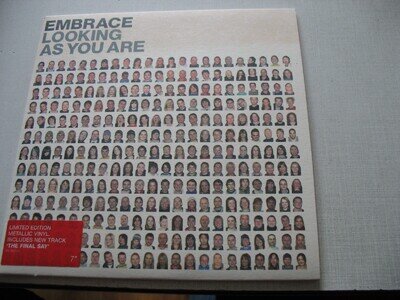 EMBRACE
LOOKING
AS YOU ARE
LIMITED EDITION
METALLIC VINYL.
INCLUDES NEW TRACK
'THE FINAL SAY'
7"